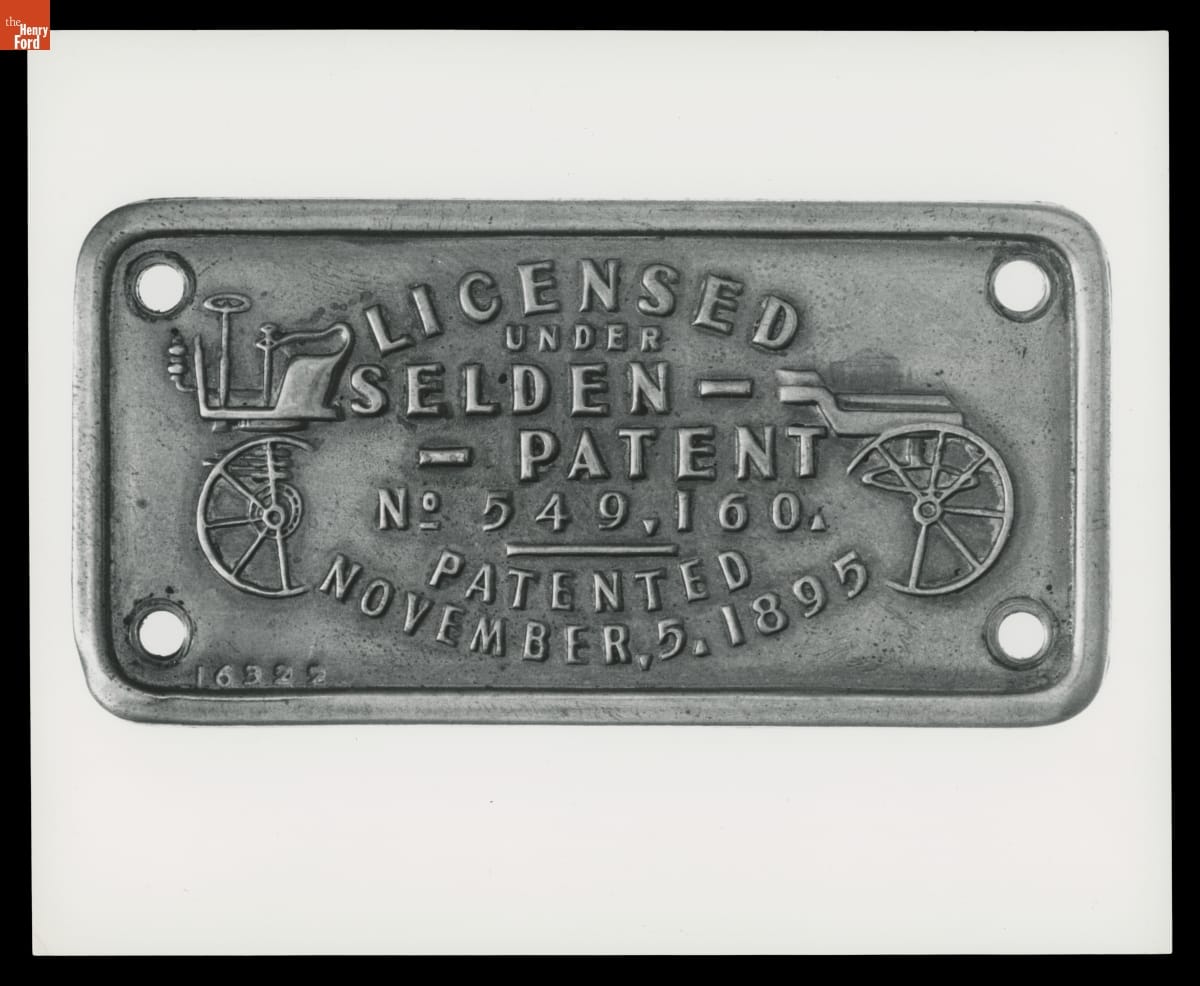 the
Henry
Ford
LICENSED
UNDER
SELDEN —
— PATENT
Nº 549,160.
PATENTED
NOVEMBER, 5. 1895
16322